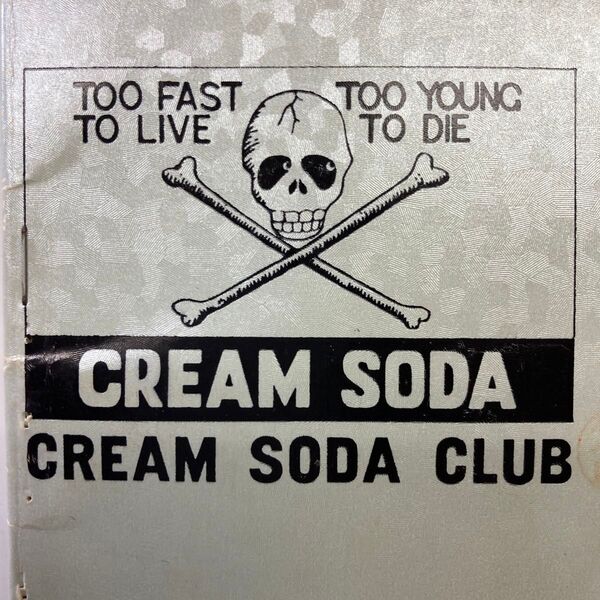 TOO FAST TOO YOUNG
TO LIVE TO DIE
CREAM SODA
CREAM SODA CLUB